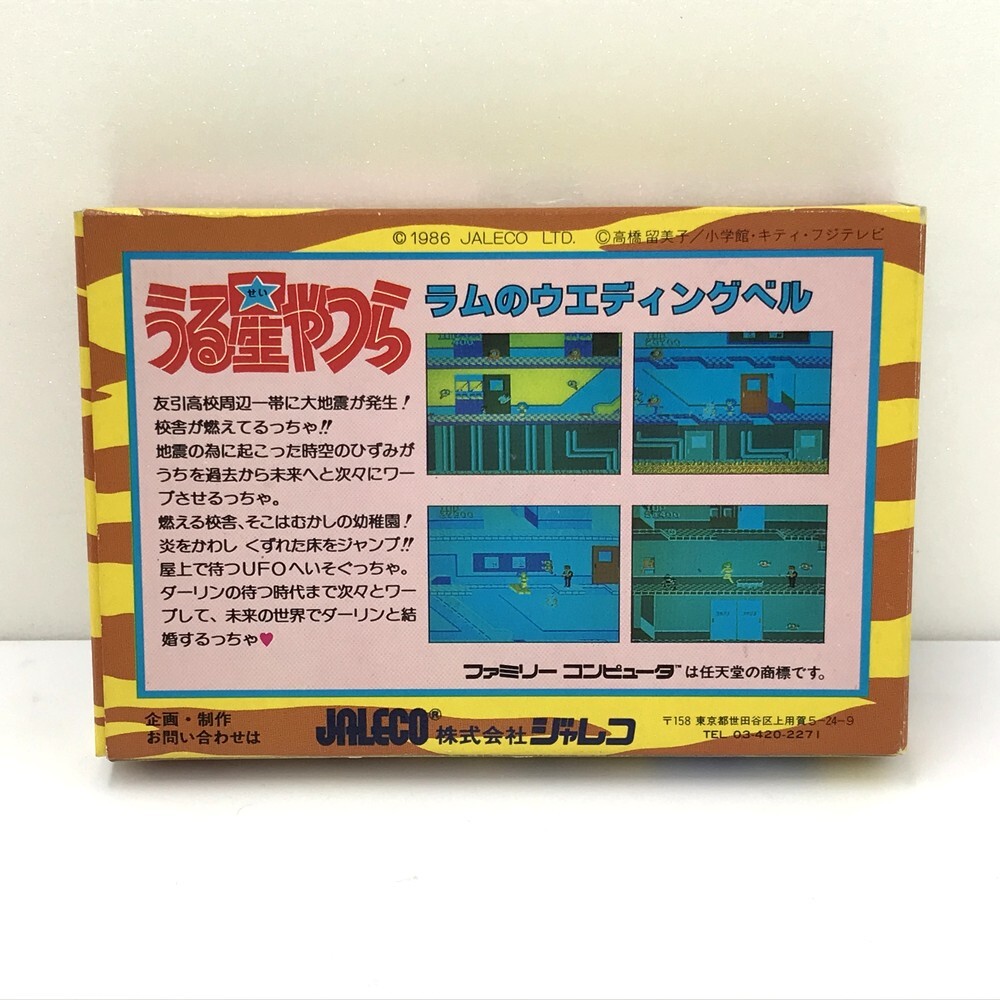 ©1986 JALECO LTD. ©高橋留美子/小学館・キティ・フジテレビ
うる星やつら
せい
ラムのウエディングベル
友引高校周辺一帯に大地震が発生!
校舎が燃えてるっちゃ!!
地震の為に起こった時空のひずみが
うちを過去から未来へと次々にワー
プさせるっちゃ。
燃える校舎、そこはむかしの幼稚園!
炎をかわし くずれた床をジャンプ!!
屋上で待つUFOへいそぐっちゃ。
ダーリンの待つ時代まで次々とワー
プして、未来の世界でダーリンと結
婚するっちゃ♥
ファミリー コンピュータ™は任天堂の商標です。
企画・制作
お問い合わせは
JALECO® 株式会社ジャレコ
〒158 東京都世田谷区上用賀5-24-9
TEL 03-420-2271